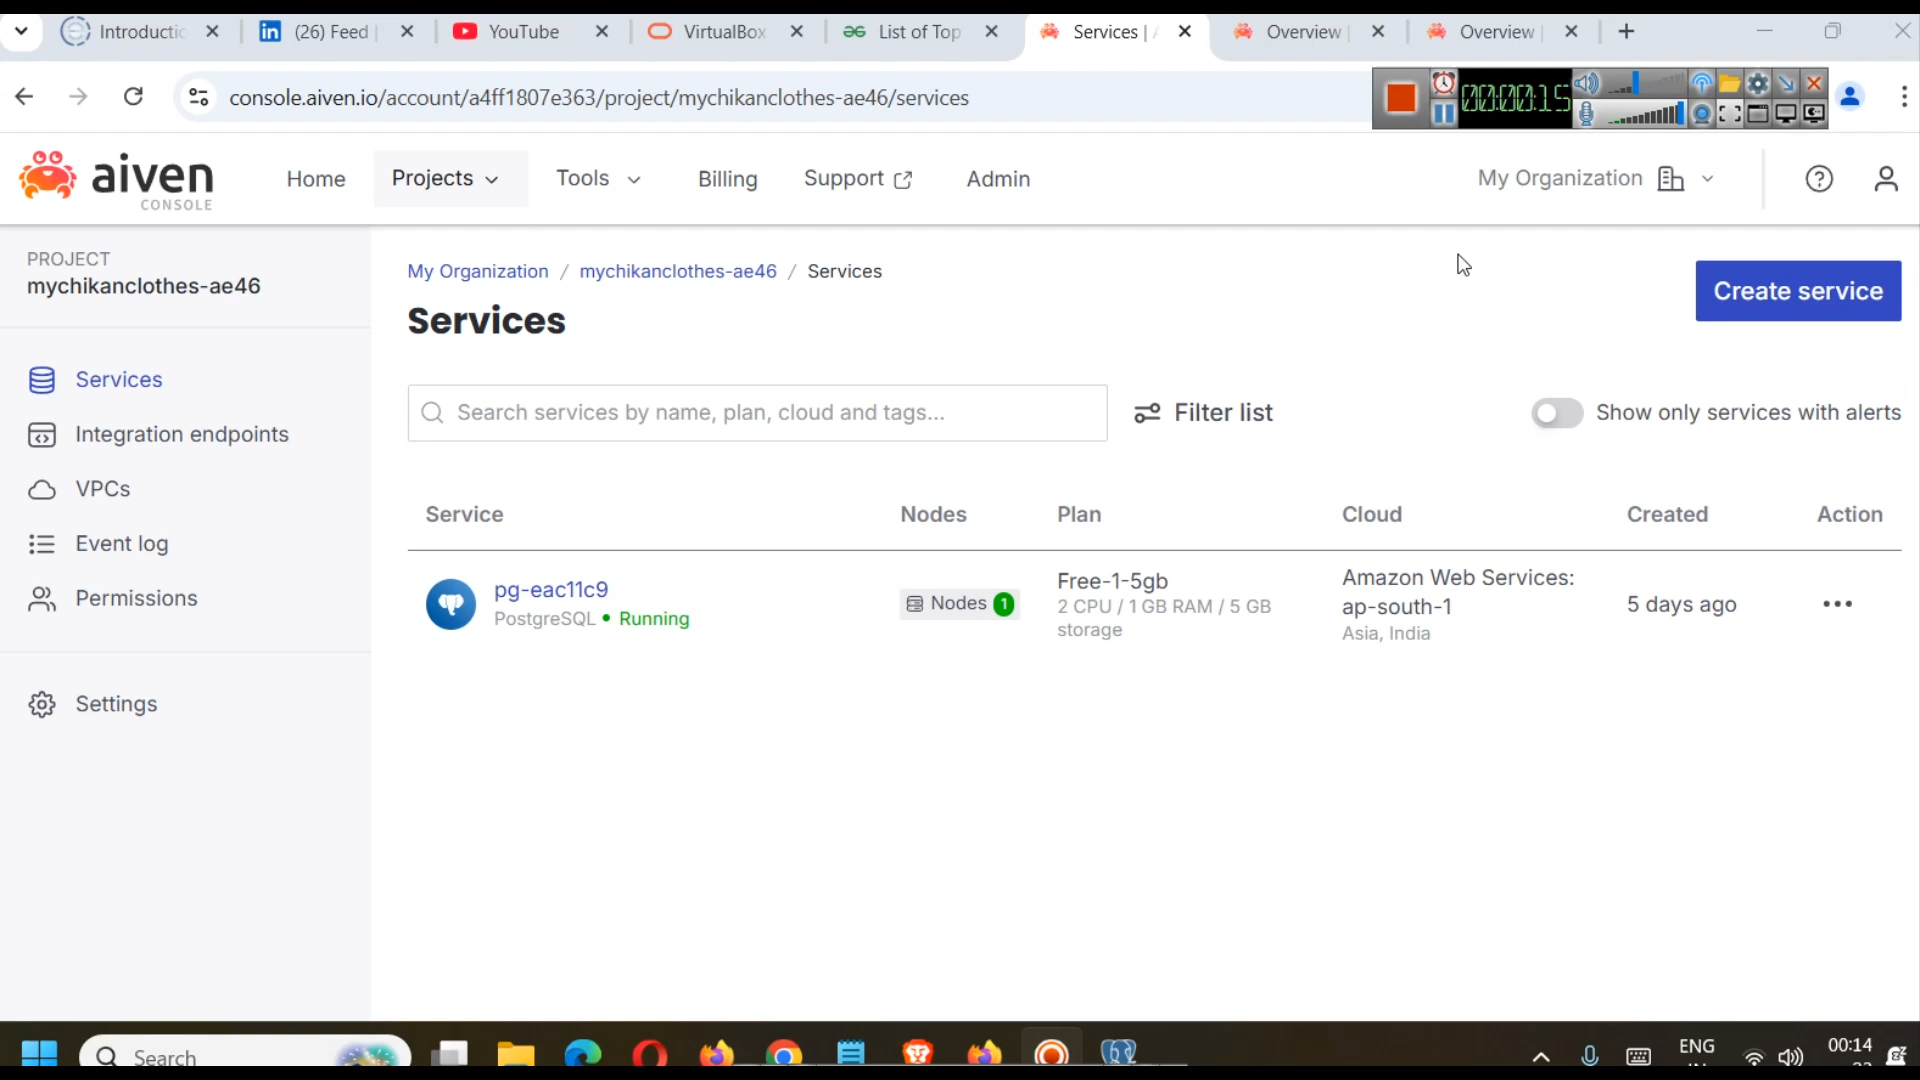 Introductic
(26) Feed
YouTube
VirtualBox
List of Top
Services | A
Overview |
Overview |
console.aiven.io/account/a4ff1807e363/project/mychikanclothes-ae46/services
00:00:15
aiven
CONSOLE
Home
Projects
Tools
Billing
Support
Admin
My Organization
PROJECT
mychikanclothes-ae46
Services
Integration endpoints
VPCs
Event log
Permissions
Settings
My Organization / mychikanclothes-ae46 / Services
Services
Create service
Search services by name, plan, cloud and tags...
Filter list
Show only services with alerts
Service Nodes Plan Cloud Created Action
pg-eac11c9
PostgreSQL • Running
Nodes 1
Free-1-5gb
2 CPU / 1 GB RAM / 5 GB
storage
Amazon Web Services:
ap-south-1
Asia, India
5 days ago
Search
ENG
00:14